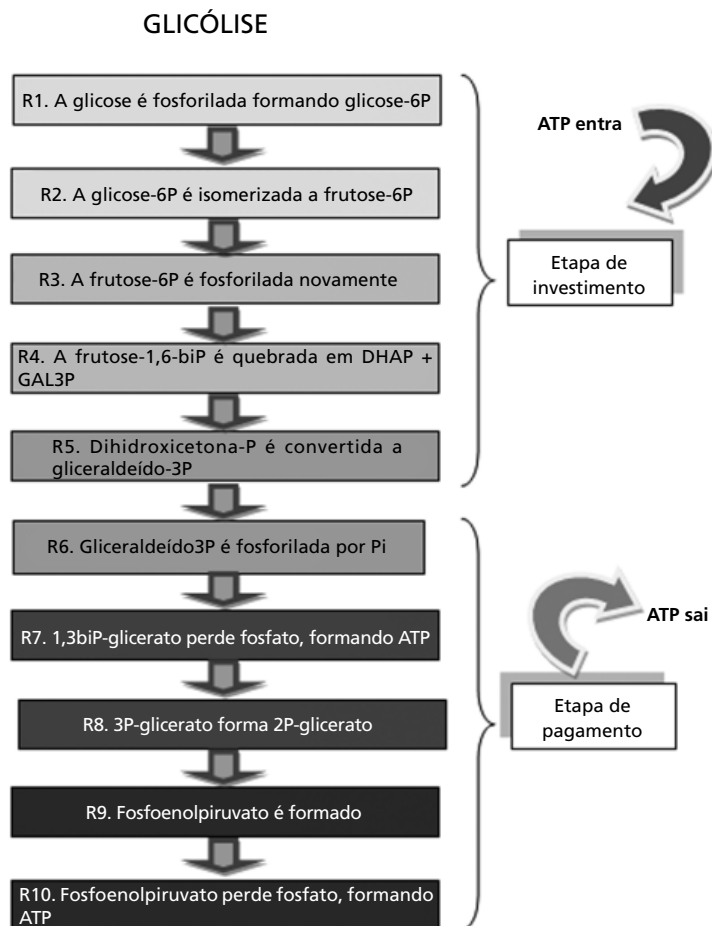 GLICÓLISE
R1. A glicose é fosforilada formando glicose-6P
R2. A glicose-6P é isomerizada a frutose-6P
R3. A frutose-6P é fosforilada novamente
R4. A frutose-1,6-biP é quebrada em DHAP +
GAL3P
R5. Dihidroxicetona-P é convertida a
gliceraldeído-3P
ATP entra
Etapa de
investimento
R6. Gliceraldeído3P é fosforilada por Pi
R7. 1,3biP-glicerato perde fosfato, formando ATP
R8. 3P-glicerato forma 2P-glicerato
R9. Fosfoenolpiruvato é formado
R10. Fosfoenolpiruvato perde fosfato, formando
ATP
ATP sai
Etapa de
pagamento